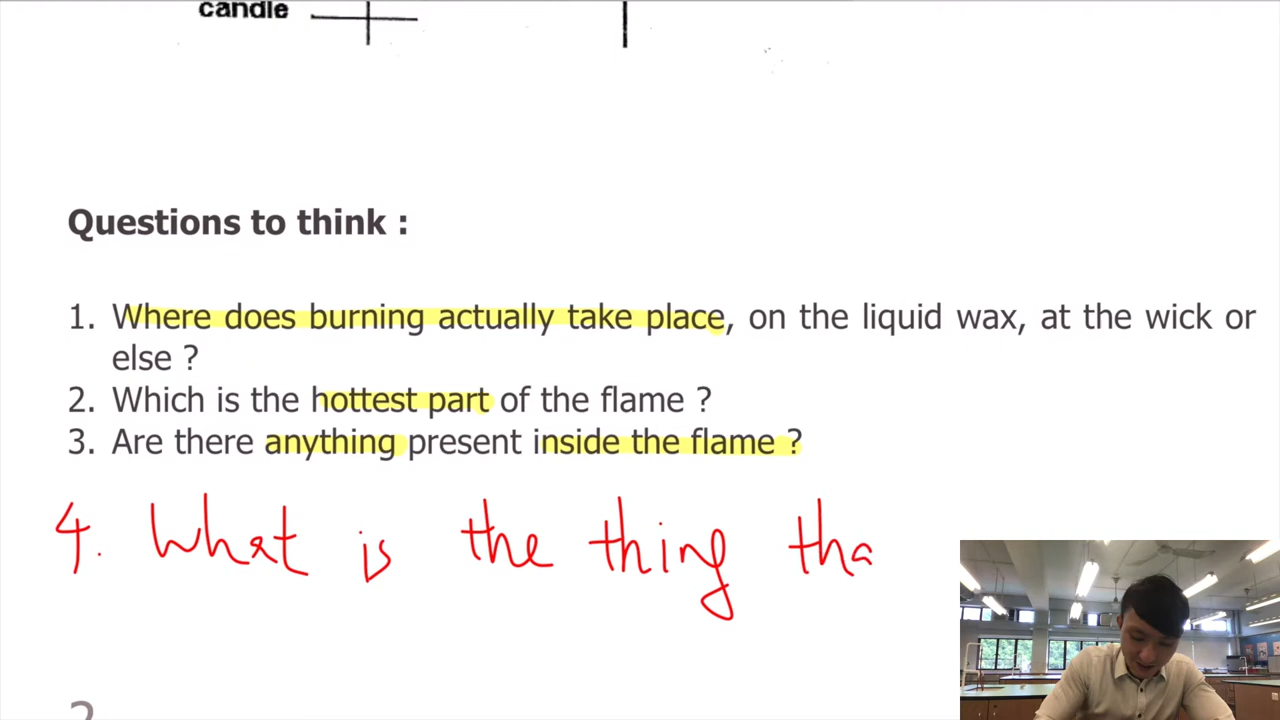 candle
Questions to think :
1. Where does burning actually take place, on the liquid wax, at the wick or
else ?
2. Which is the hottest part of the flame ?
3. Are there anything present inside the flame ?
4. What is the thing tha
2